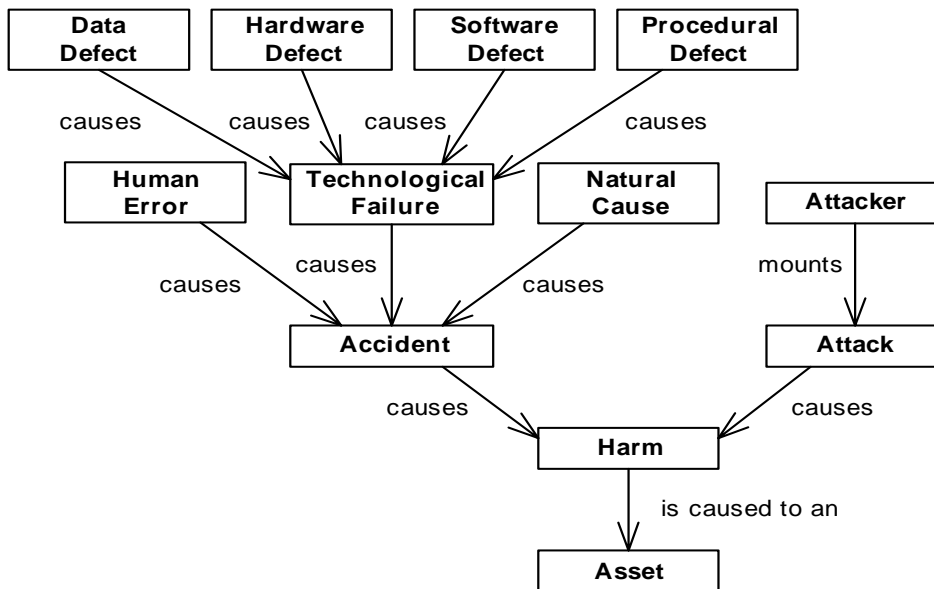 Data
Defect
Hardware
Defect
Software
Defect
Procedural
Defect
causes
causes
causes
causes
Human
Error
Technological
Failure
Natural
Cause
Attacker
causes
causes
causes
mounts
Accident
Attack
causes
causes
Harm
is caused to an
Asset